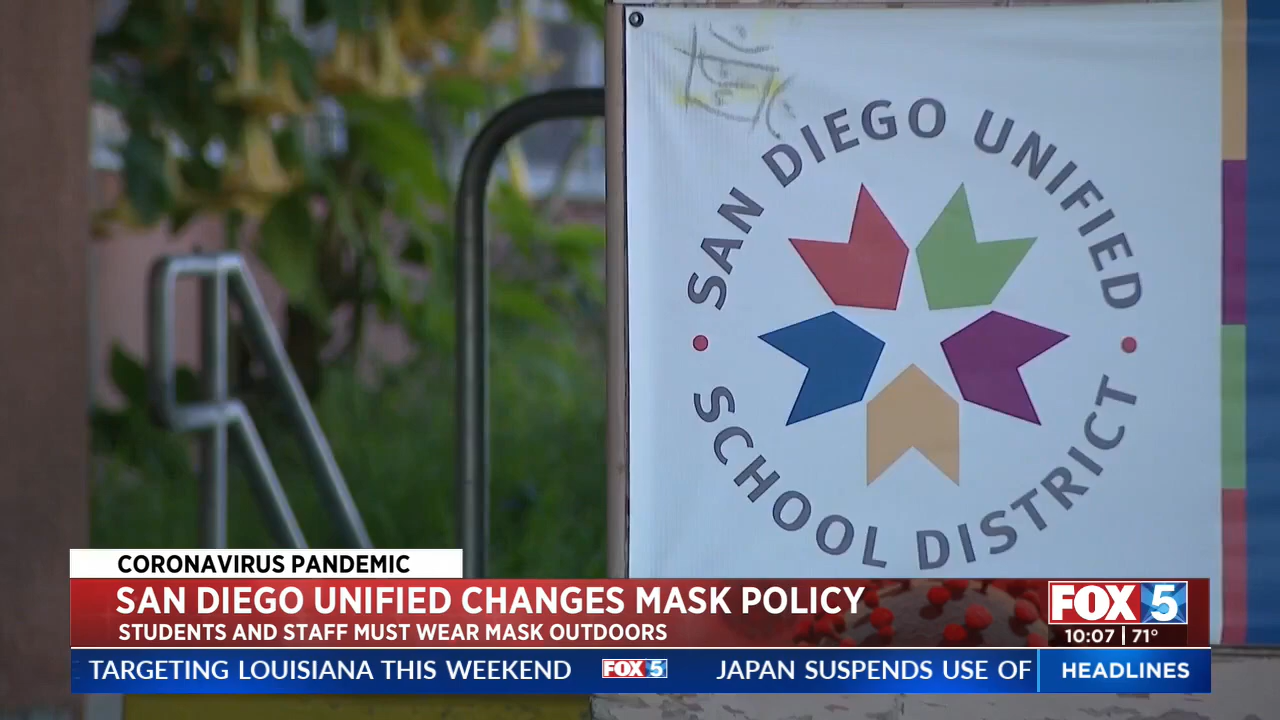 SAN DIEGO UNIFIED
SCHOOL DISTRICT
CORONAVIRUS PANDEMIC
SAN DIEGO UNIFIED CHANGES MASK POLICY
STUDENTS AND STAFF MUST WEAR MASK OUTDOORS
FOX 5
10:07 | 71°
TARGETING LOUISIANA THIS WEEKEND FOX 5 JAPAN SUSPENDS USE OF
HEADLINES